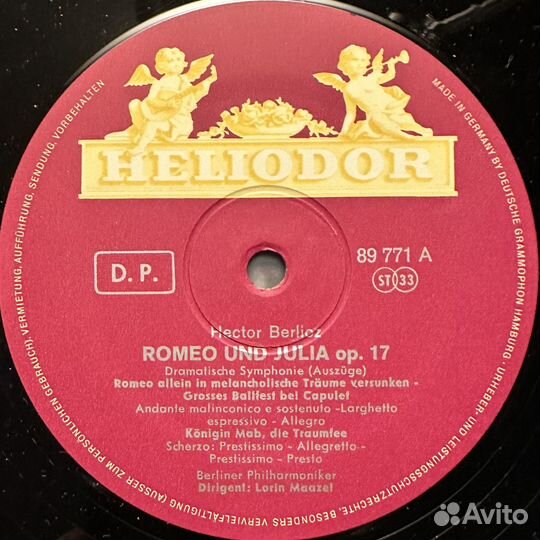 HELIODOR
D. P.
89 771 A
ST 33
Hector Berlioz
ROMEO UND JULIA op. 17
Dramatische Symphonie (Auszüge)
Romeo allein in melancholische Träume versunken -
Grosses Ballfest bei Capulet
Andante malinconico e sostenuto -Larghetto
espressivo - Allegro
Königin Mab, die Traumfee
Scherzo: Prestissimo - Allegretto -
Prestissimo - Presto
Berliner Philharmoniker
Dirigent: Lorin Maazel
MADE IN GERMANY BY DEUTSCHE GRAMMOPHON HAMBURG · URHEBER- UND LEISTUNGSSCHUTZRECHTE, BESONDERS VERVIELFÄLTIGUNG (AUSSER ZUM PERSÖNLICHEN GEBRAUCH), VERMIETUNG, AUFFÜHRUNG, SENDUNG, VORBEHALTEN
Avito